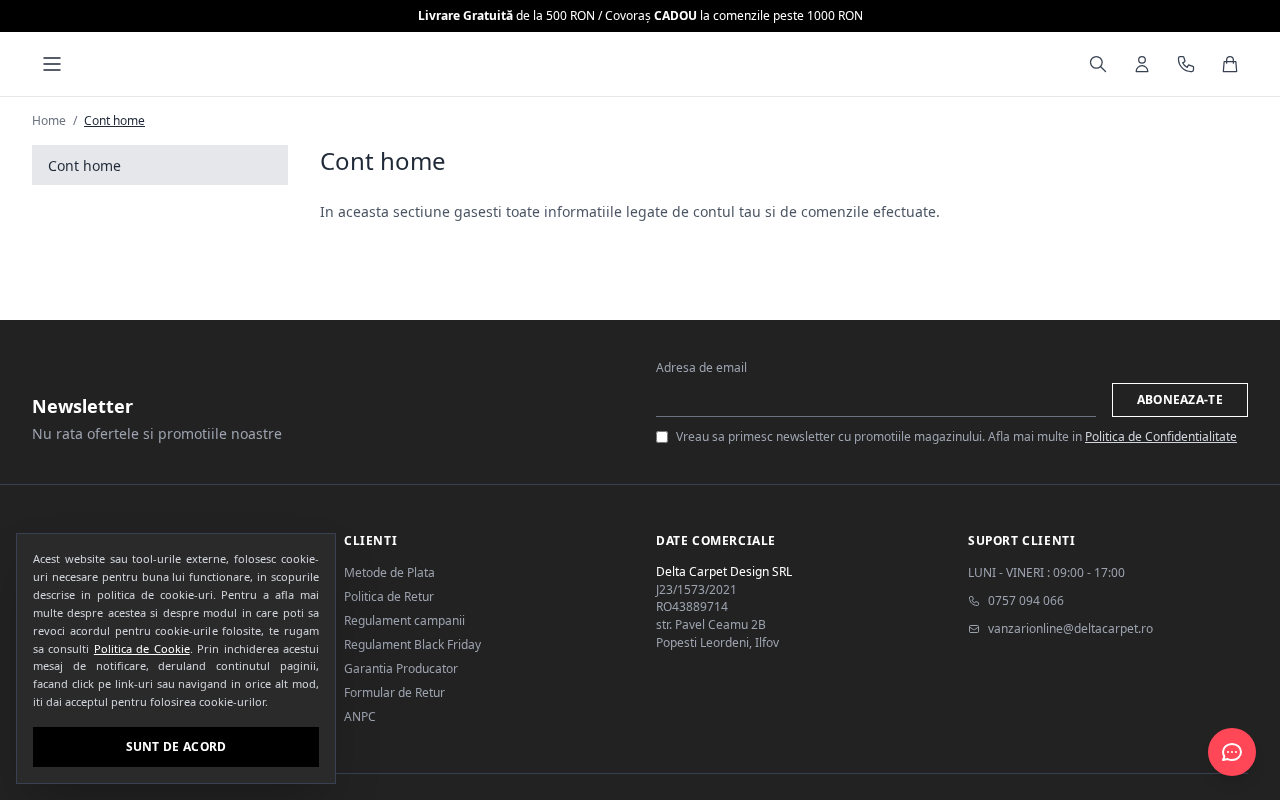 Livrare Gratuită de la 500 RON / Covoraș CADOU la comenzile peste 1000 RON
Home / Cont home
Cont home
Cont home
In aceasta sectiune gasesti toate informatiile legate de contul tau si de comenzile efectuate.
Newsletter
Nu rata ofertele si promotiile noastre
Adresa de email
ABONEAZA-TE
Vreau sa primesc newsletter cu promotiile magazinului. Afla mai multe in Politica de Confidentialitate
Acest website sau tool-urile externe, folosesc cookie-
uri necesare pentru buna lui functionare, in scopurile
descrise in politica de cookie-uri. Pentru a afla mai
multe despre acestea si despre modul in care poti sa
revoci acordul pentru cookie-urile folosite, te rugam
sa consulti Politica de Cookie. Prin inchiderea acestui
mesaj de notificare, deruland continutul paginii,
facand click pe link-uri sau navigand in orice alt mod,
iti dai acceptul pentru folosirea cookie-urilor.
SUNT DE ACORD
CLIENTI
Metode de Plata
Politica de Retur
Regulament campanii
Regulament Black Friday
Garantia Producator
Formular de Retur
ANPC
DATE COMERCIALE
Delta Carpet Design SRL
J23/1573/2021
RO43889714
str. Pavel Ceamu 2B
Popesti Leordeni, Ilfov
SUPORT CLIENTI
LUNI - VINERI : 09:00 - 17:00
0757 094 066
vanzarionline@deltacarpet.ro